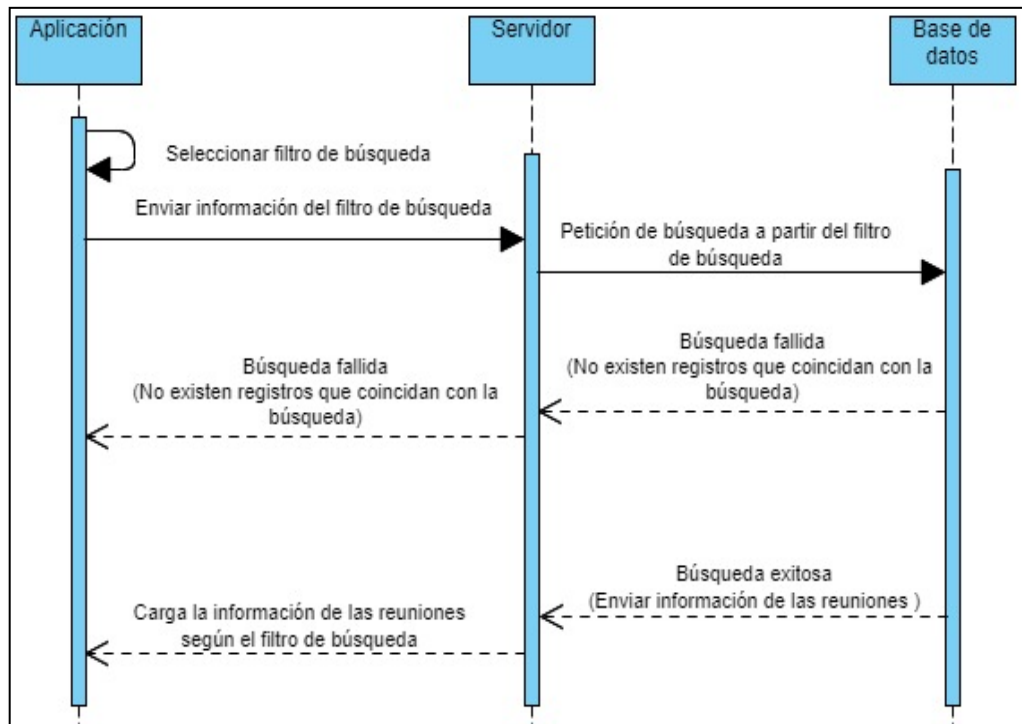 Aplicación
Servidor
Base de
datos
Seleccionar filtro de búsqueda
Enviar información del filtro de búsqueda
Petición de búsqueda a partir del filtro
de búsqueda
Búsqueda fallida
(No existen registros que coincidan con la
búsqueda)
Búsqueda fallida
(No existen registros que coincidan con la
búsqueda)
Búsqueda exitosa
(Enviar información de las reuniones )
Carga la información de las reuniones
según el filtro de búsqueda